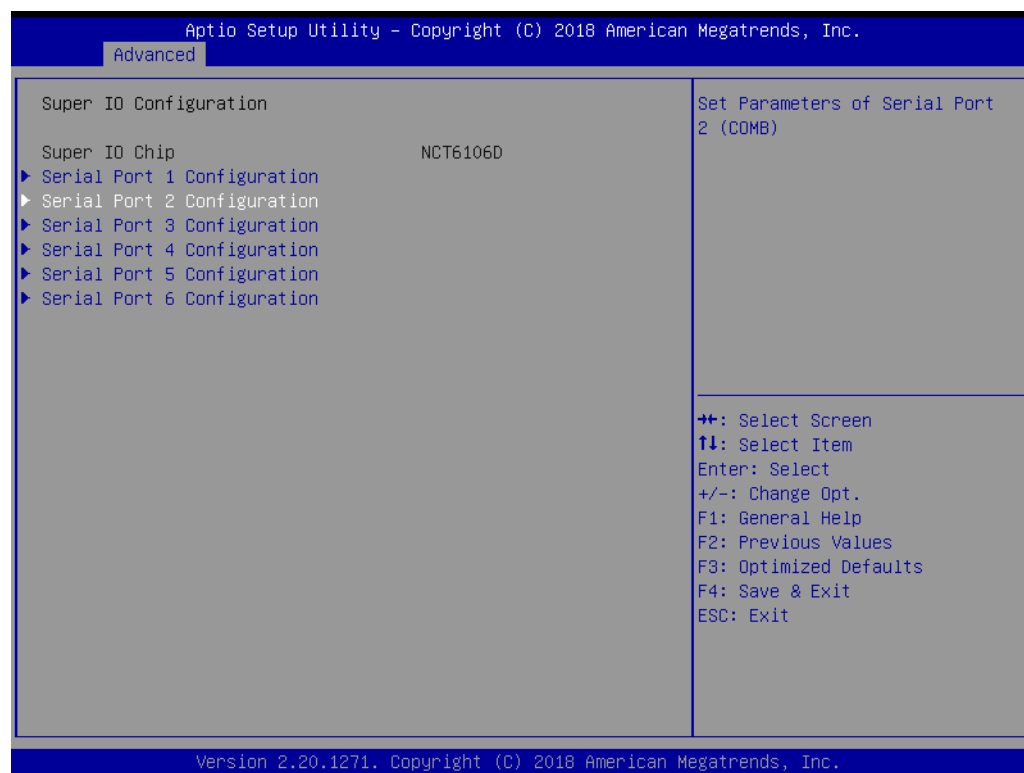 Aptio Setup Utility – Copyright (C) 2018 American Megatrends, Inc.
Advanced
Super IO Configuration
Super IO Chip NCT6106D
Serial Port 1 Configuration
Serial Port 2 Configuration
Serial Port 3 Configuration
Serial Port 4 Configuration
Serial Port 5 Configuration
Serial Port 6 Configuration
Set Parameters of Serial Port
2 (COMB)
→←: Select Screen
↑↓: Select Item
Enter: Select
+/-: Change Opt.
F1: General Help
F2: Previous Values
F3: Optimized Defaults
F4: Save & Exit
ESC: Exit
Version 2.20.1271. Copyright (C) 2018 American Megatrends, Inc.